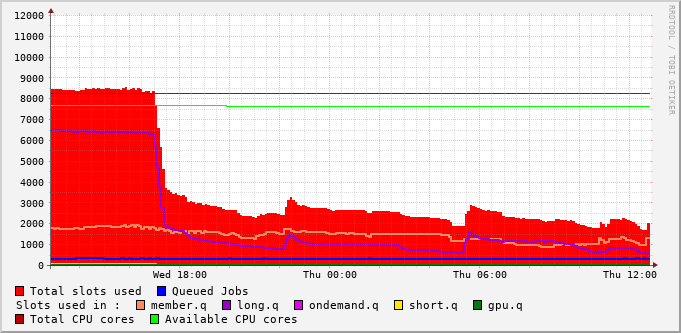 RRDTOOL / TOBI OETIKER
12000
11000
10000
9000
8000
7000
6000
5000
4000
3000
2000
1000
0
Wed 18:00 Thu 00:00 Thu 06:00 Thu 12:00
Total slots used Queued Jobs
Slots used in : member.q long.q ondemand.q short.q gpu.q
Total CPU cores Available CPU cores